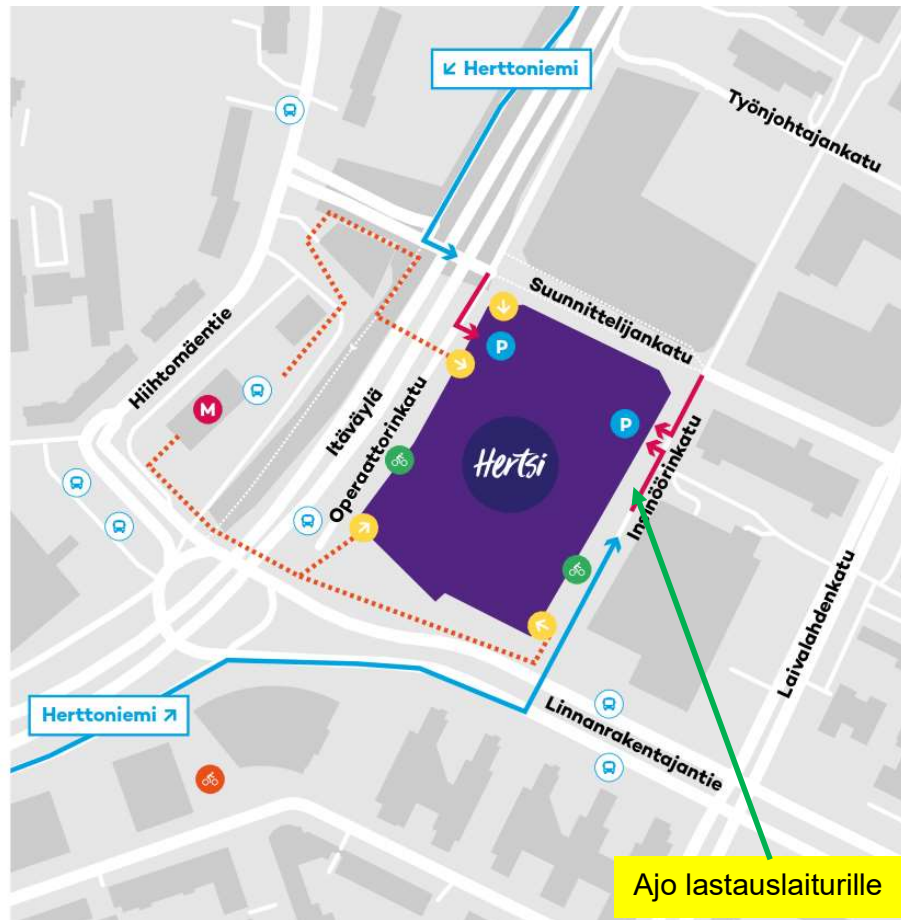 ↙ Herttoniemi
Työnjohtajankatu
Suunnittelijankatu
Hiihtomäentie
P
M
Itäväylä
Operaattorinkatu
P
Hertsi
Insinöörinkatu
Laivalahdenkatu
Herttoniemi ↗
Linnanrakentajantie
Ajo lastauslaiturille